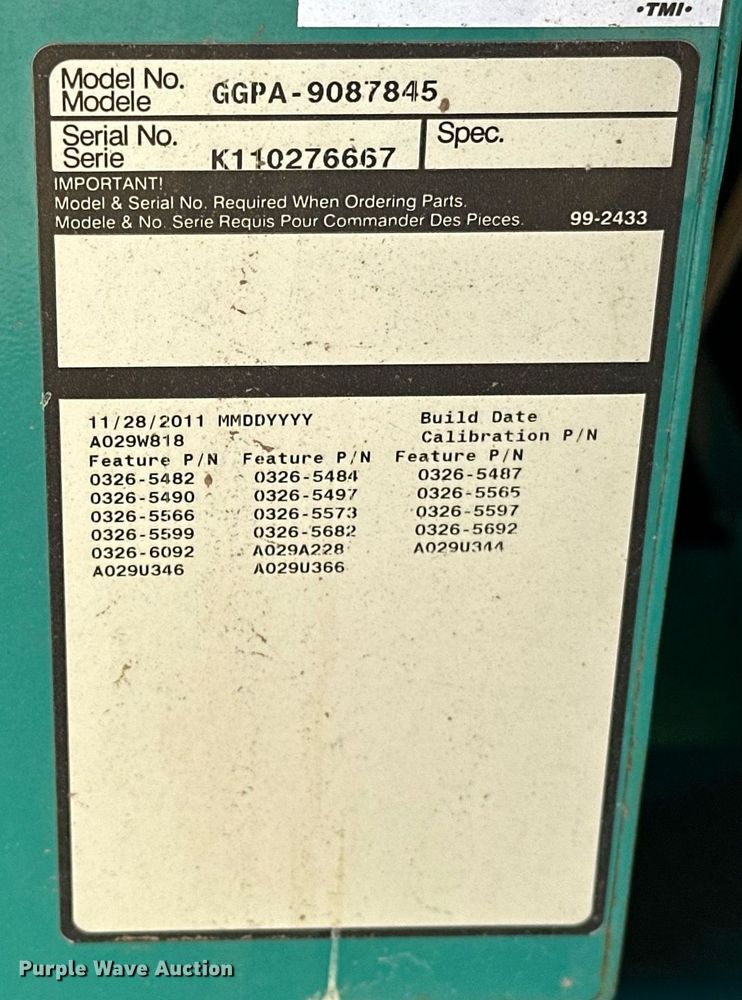 •TMI•
Model No. GGPA-9087845
Modele
Serial No. K110276667 Spec.
Serie
IMPORTANT!
Model & Serial No. Required When Ordering Parts.
Modele & No. Serie Requis Pour Commander Des Pieces. 99-2433
11/28/2011 MMDDYYYY Build Date
A029W818 Calibration P/N
Feature P/N Feature P/N Feature P/N
0326-5482 0326-5484 0326-5487
0326-5490 0326-5497 0326-5565
0326-5566 0326-5573 0326-5597
0326-5599 0326-5682 0326-5692
0326-6092 A029A228 A029U344
A029U346 A029U366
Purple Wave Auction